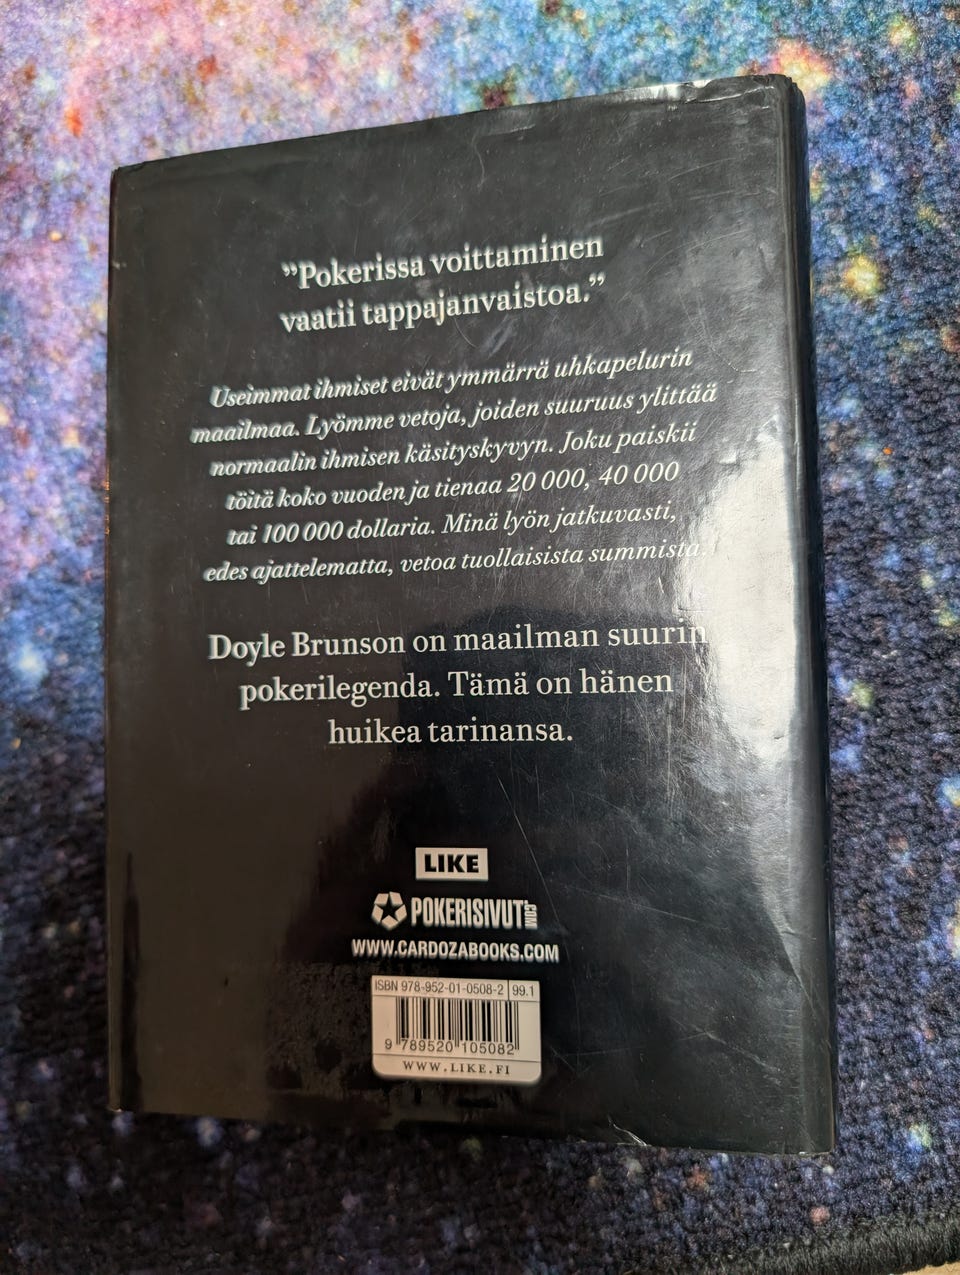 ”Pokerissa voittaminen
vaatii tappajanvaistoa.”
Useimmat ihmiset eivät ymmärrä uhkapelurin
maailmaa. Lyömme vetoja, joiden suuruus ylittää
normaalin ihmisen käsityskyvyn. Joku paiskii
töitä koko vuoden ja tienaa 20 000, 40 000
tai 100 000 dollaria. Minä lyön jatkuvasti,
edes ajattelematta, vetoa tuollaisista summista.
Doyle Brunson on maailman suurin
pokerilegenda. Tämä on hänen
huikea tarinansa.
LIKE
POKERISIVUT.COM
WWW.CARDOZABOOKS.COM
ISBN 978-952-01-0508-2 99.1
9 789520 105082
WWW.LIKE.FI